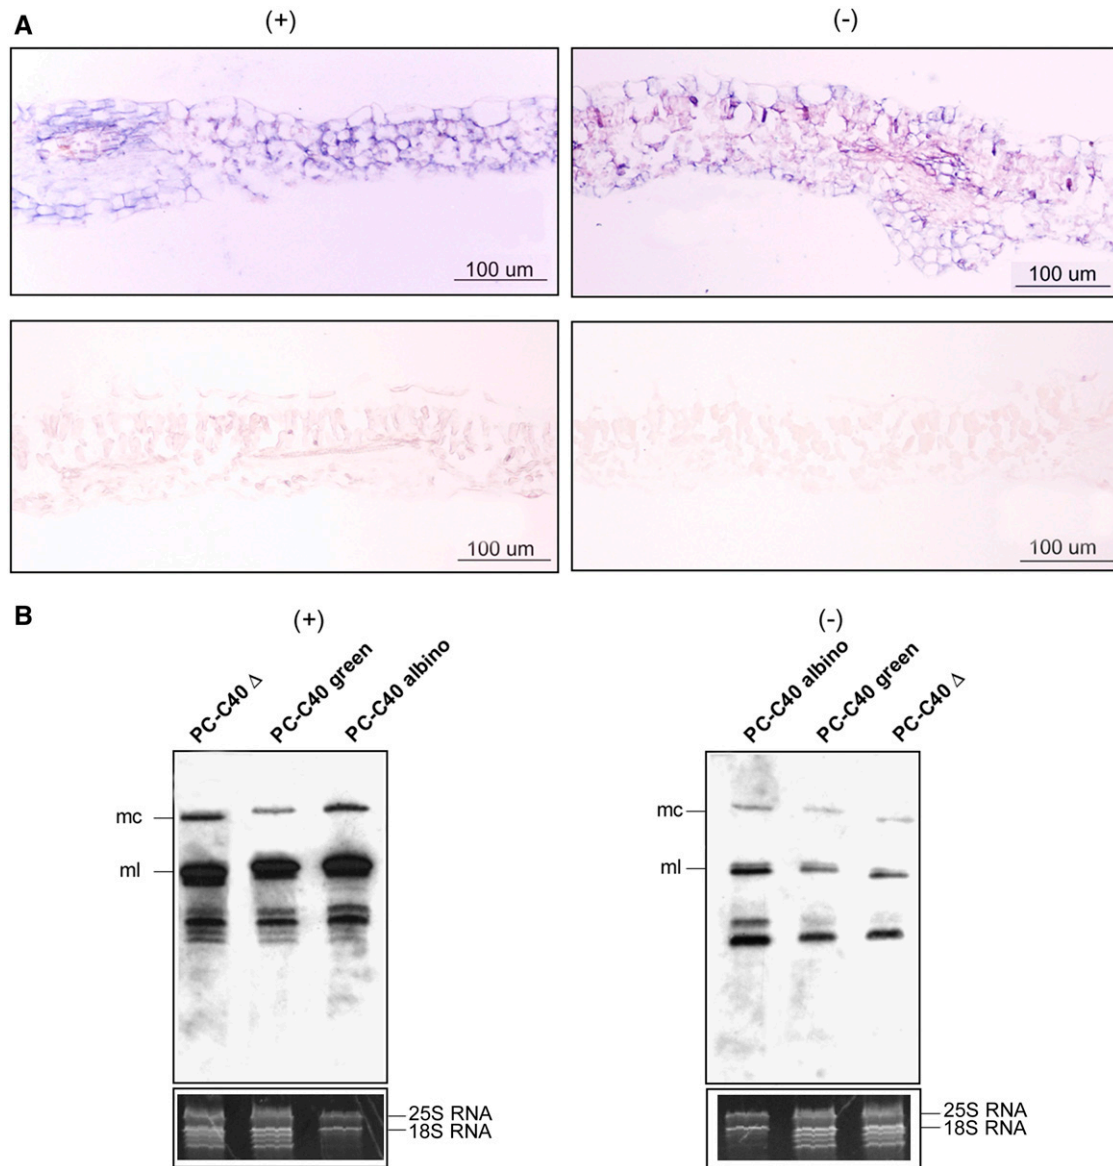 A
(+)
(-)
100 um
100 um
100 um
100 um
B
(+)
(-)
PC-C40 Δ
PC-C40 green
PC-C40 albino
PC-C40 albino
PC-C40 green
PC-C40 Δ
mc
ml
mc
ml
25S RNA
18S RNA
25S RNA
18S RNA